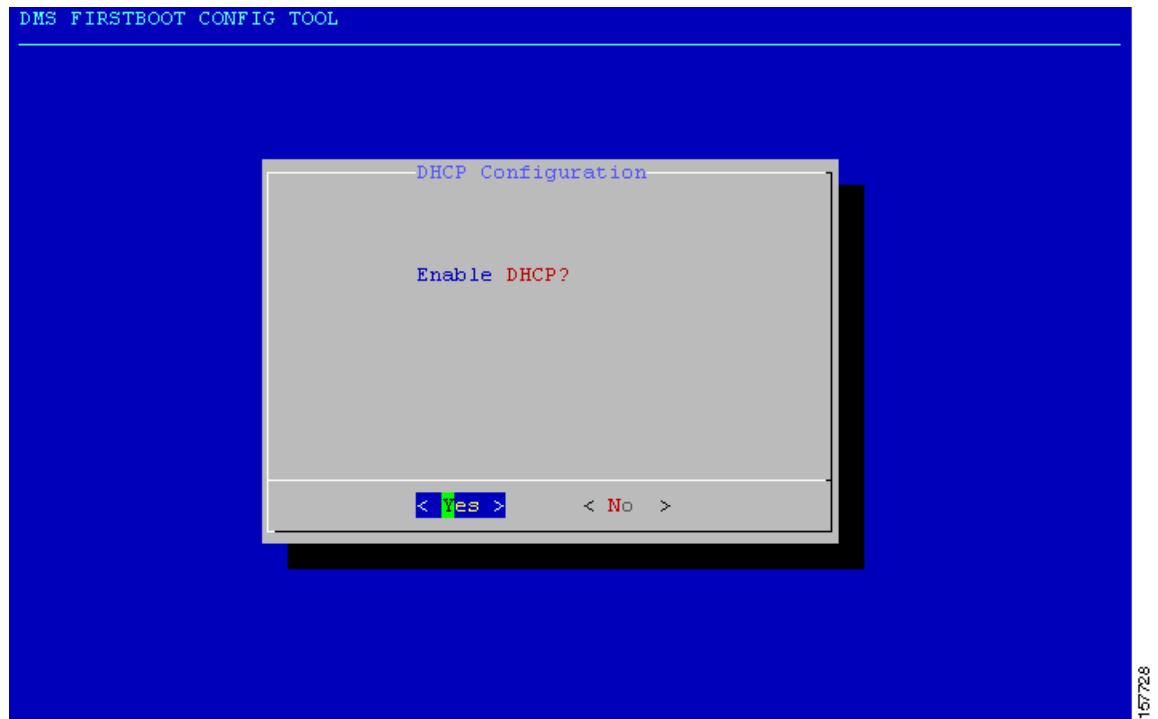 DMS FIRSTBOOT CONFIG TOOL
DHCP Configuration
Enable DHCP?
< Yes > < No >
157728